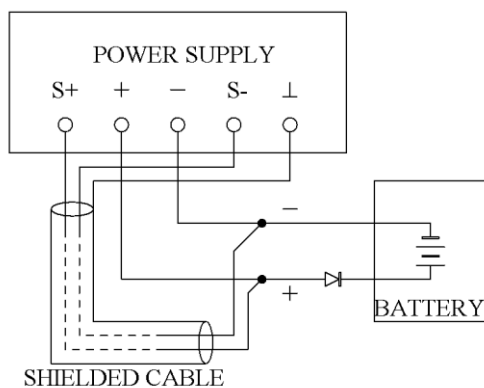 POWER SUPPLY
S+ + − S- ⊥
−
+
BATTERY
SHIELDED CABLE